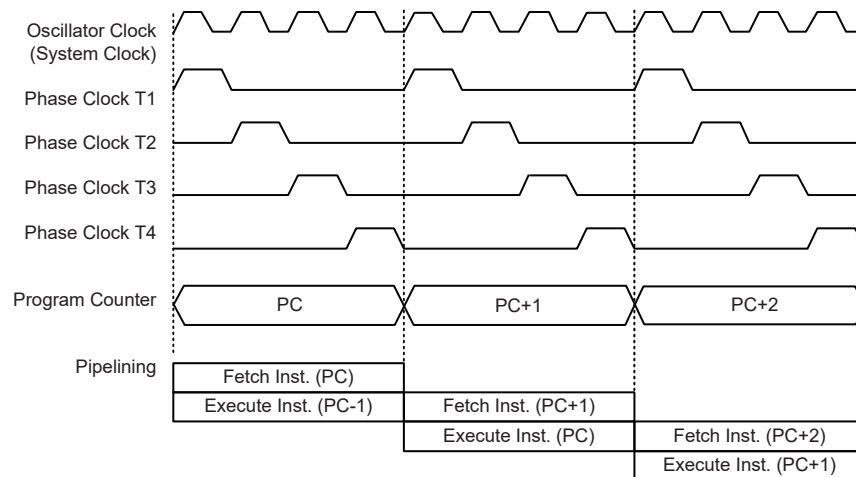 Oscillator Clock
(System Clock)
Phase Clock T1
Phase Clock T2
Phase Clock T3
Phase Clock T4
Program Counter
PC
PC+1
PC+2
Pipelining
Fetch Inst. (PC)
Execute Inst. (PC-1)
Fetch Inst. (PC+1)
Execute Inst. (PC)
Fetch Inst. (PC+2)
Execute Inst. (PC+1)